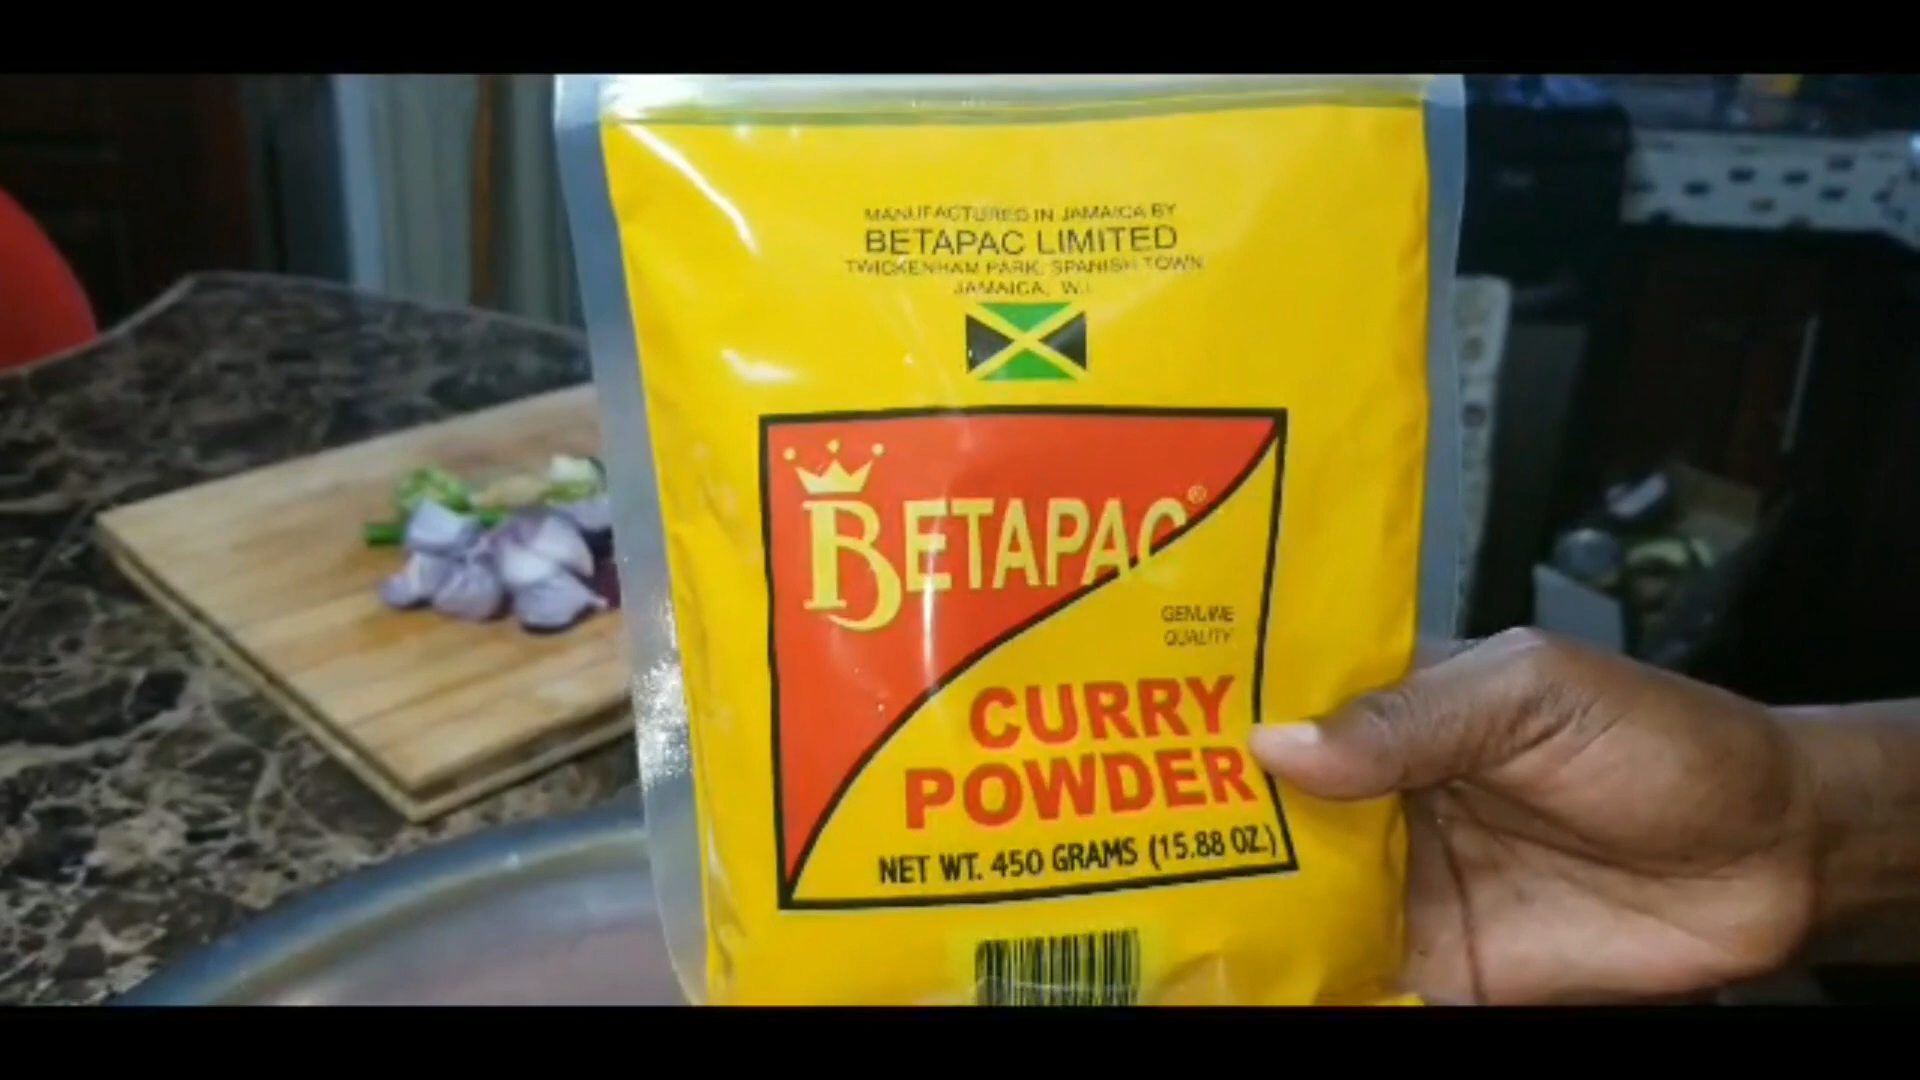 MANUFACTURED IN JAMAICA BY
BETAPAC LIMITED
TWICKENHAM PARK, SPANISH TOWN
JAMAICA, W.I.
BETAPAC®
GENUINE
QUALITY
CURRY
POWDER
NET WT. 450 GRAMS (15.88 OZ.)